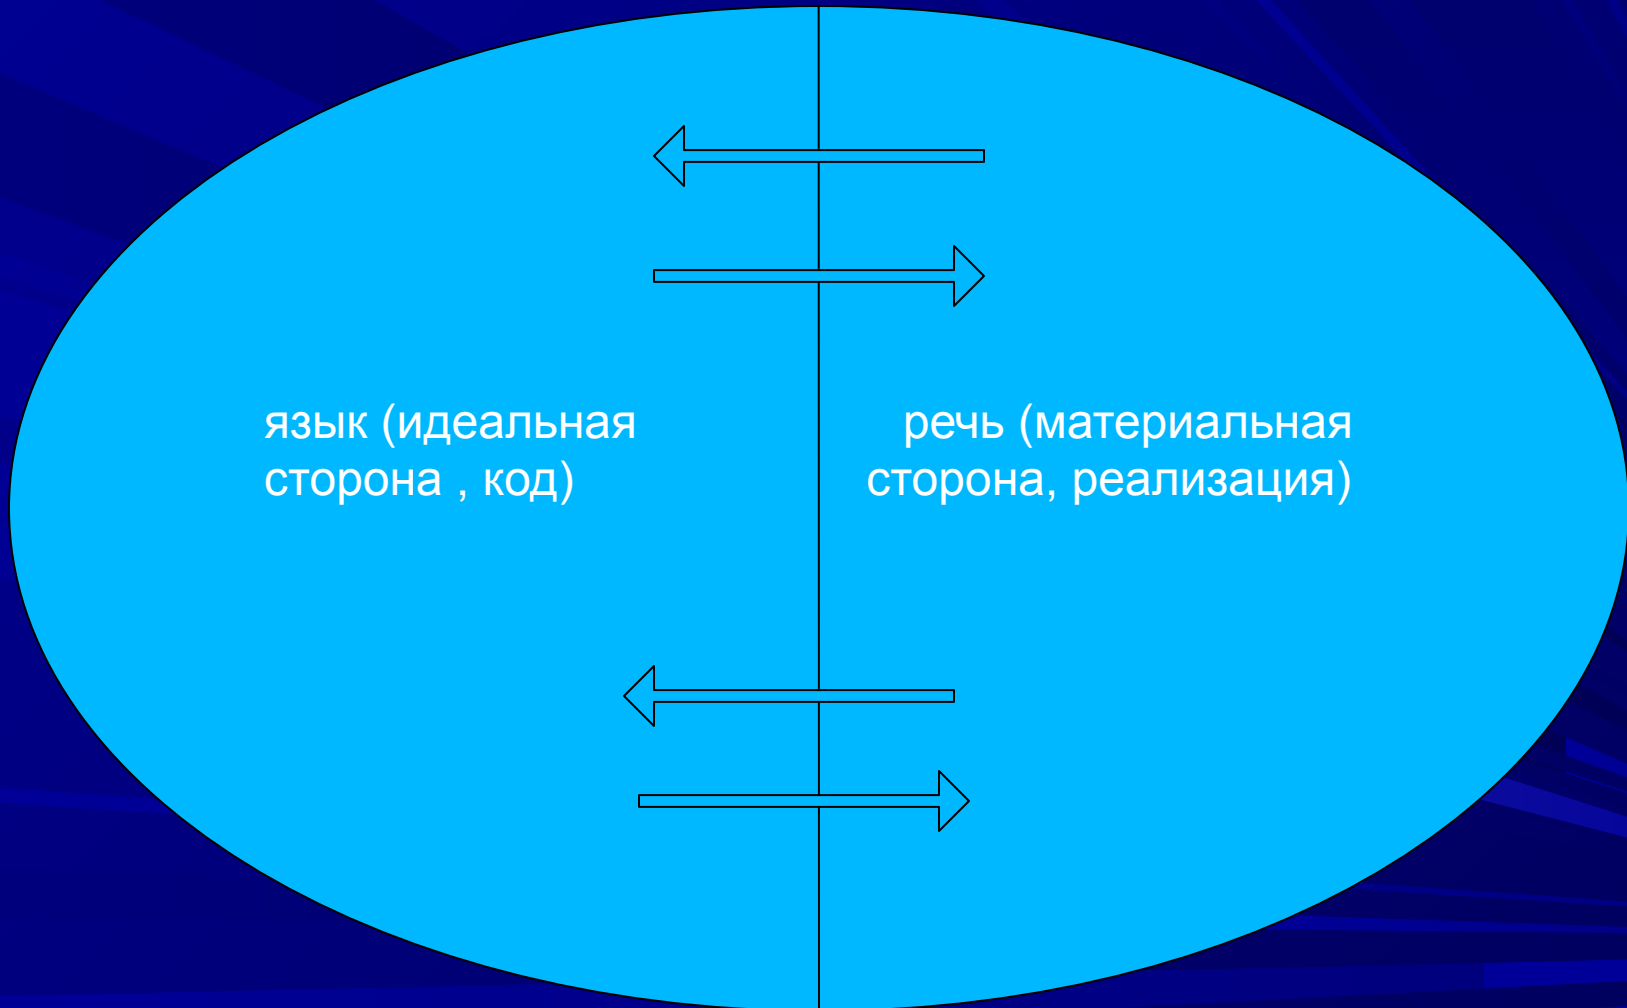 язык (идеальная
сторона , код)
речь (материальная
сторона, реализация)